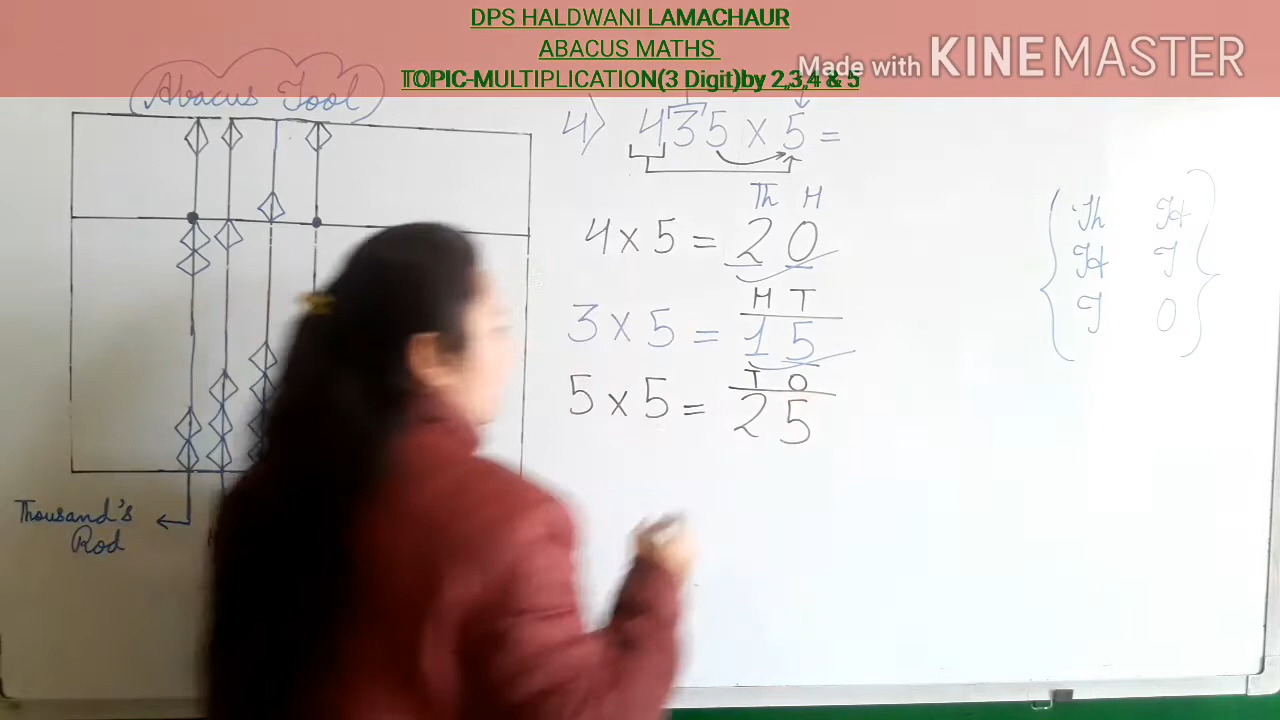 DPS HALDWANI LAMACHAUR
ABACUS MATHS
TOPIC-MULTIPLICATION(3 Digit)by 2,3,4 & 5
Made with KINEMASTER
Abacus Tool
4) 435 x 5 =
Th H
4 x 5 = 20
H T
3 x 5 = 15
T O
5 x 5 = 25
Th H
H T
T O
Thousand's
Rod